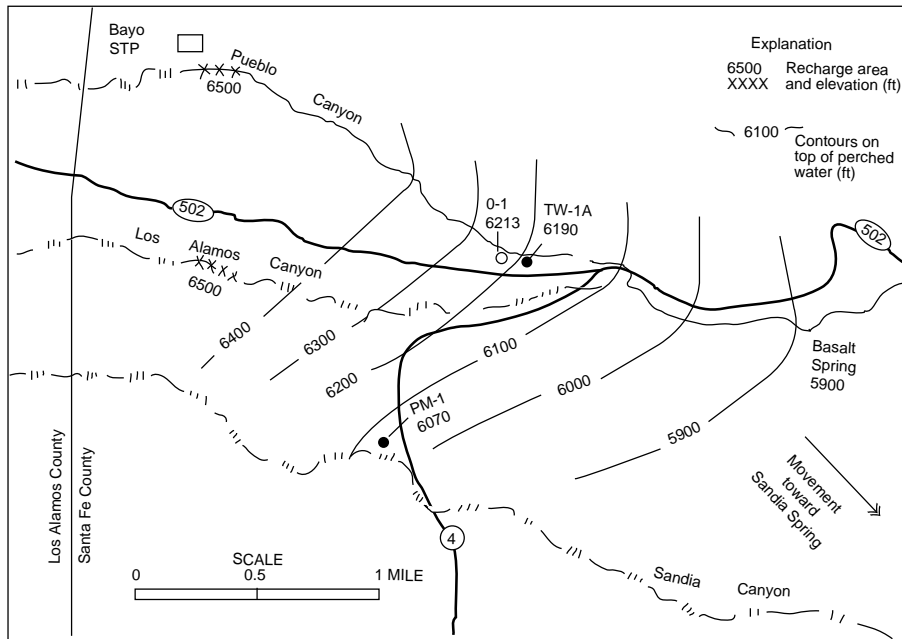 Bayo
STP
Pueblo
6500
Canyon
Explanation
6500 Recharge area
XXXX and elevation (ft)
6100
Contours on
top of perched
water (ft)
502
0-1
6213
TW-1A
6190
502
Los Alamos
Canyon
6500
6400
6300
6200
6100
6000
5900
Basalt
Spring
5900
PM-1
6070
Movement
toward
Sandia Spring
Los Alamos County
Santa Fe County
4
SCALE
0 0.5 1 MILE
Sandia Canyon